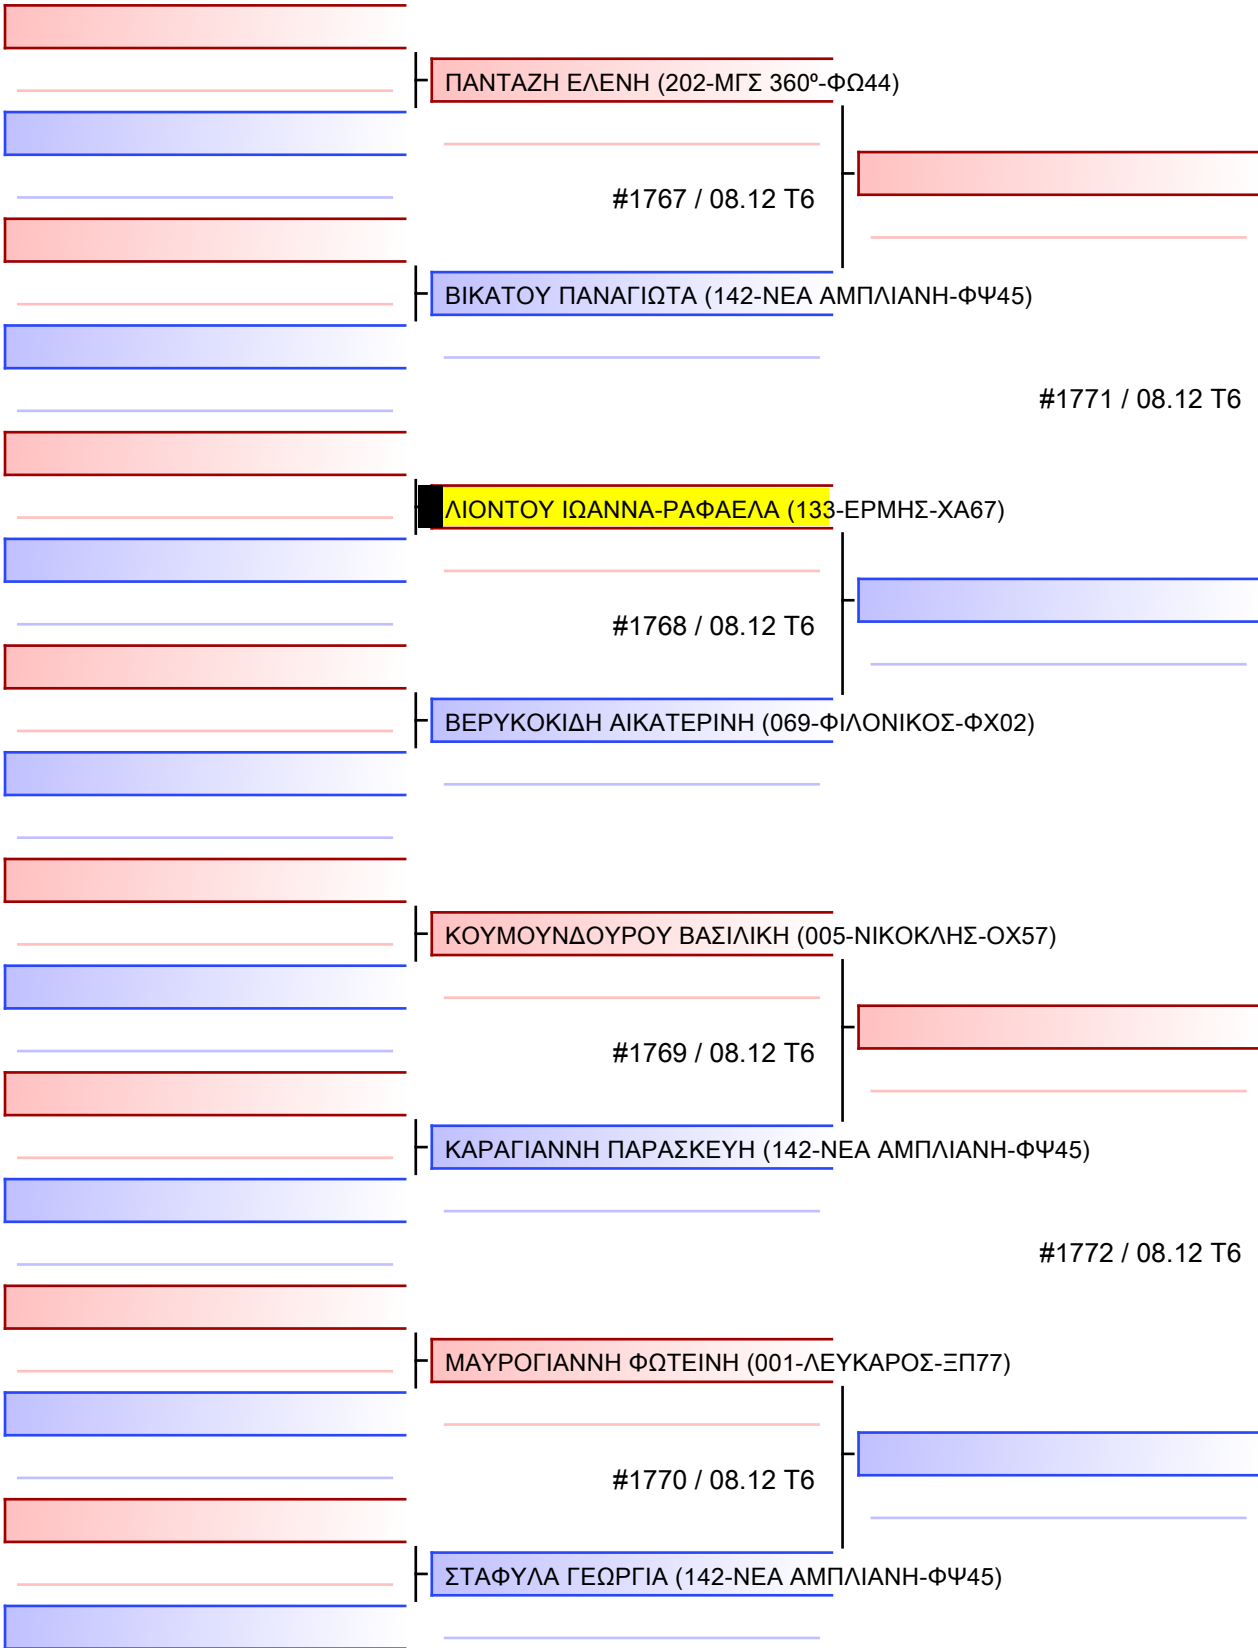 ΠΑΝΤΑΖΗ ΕΛΕΝΗ (202-ΜΓΣ 360º-ΦΩ44)
#1767 / 08.12 T6
ΒΙΚΑΤΟΥ ΠΑΝΑΓΙΩΤΑ (142-ΝΕΑ ΑΜΠΛΙΑΝΗ-ΦΨ45)
#1771 / 08.12 T6
ΛΙΟΝΤΟΥ ΙΩΑΝΝΑ-ΡΑΦΑΕΛΑ (133-ΕΡΜΗΣ-ΧΑ67)
#1768 / 08.12 T6
ΒΕΡΥΚΟΚΙΔΗ ΑΙΚΑΤΕΡΙΝΗ (069-ΦΙΛΟΝΙΚΟΣ-ΦΧ02)
ΚΟΥΜΟΥΝΔΟΥΡΟΥ ΒΑΣΙΛΙΚΗ (005-ΝΙΚΟΚΛΗΣ-ΟΧ57)
#1769 / 08.12 T6
ΚΑΡΑΓΙΑΝΝΗ ΠΑΡΑΣΚΕΥΗ (142-ΝΕΑ ΑΜΠΛΙΑΝΗ-ΦΨ45)
#1772 / 08.12 T6
ΜΑΥΡΟΓΙΑΝΝΗ ΦΩΤΕΙΝΗ (001-ΛΕΥΚΑΡΟΣ-ΞΠ77)
#1770 / 08.12 T6
ΣΤΑΦΥΛΑ ΓΕΩΡΓΙΑ (142-ΝΕΑ ΑΜΠΛΙΑΝΗ-ΦΨ45)